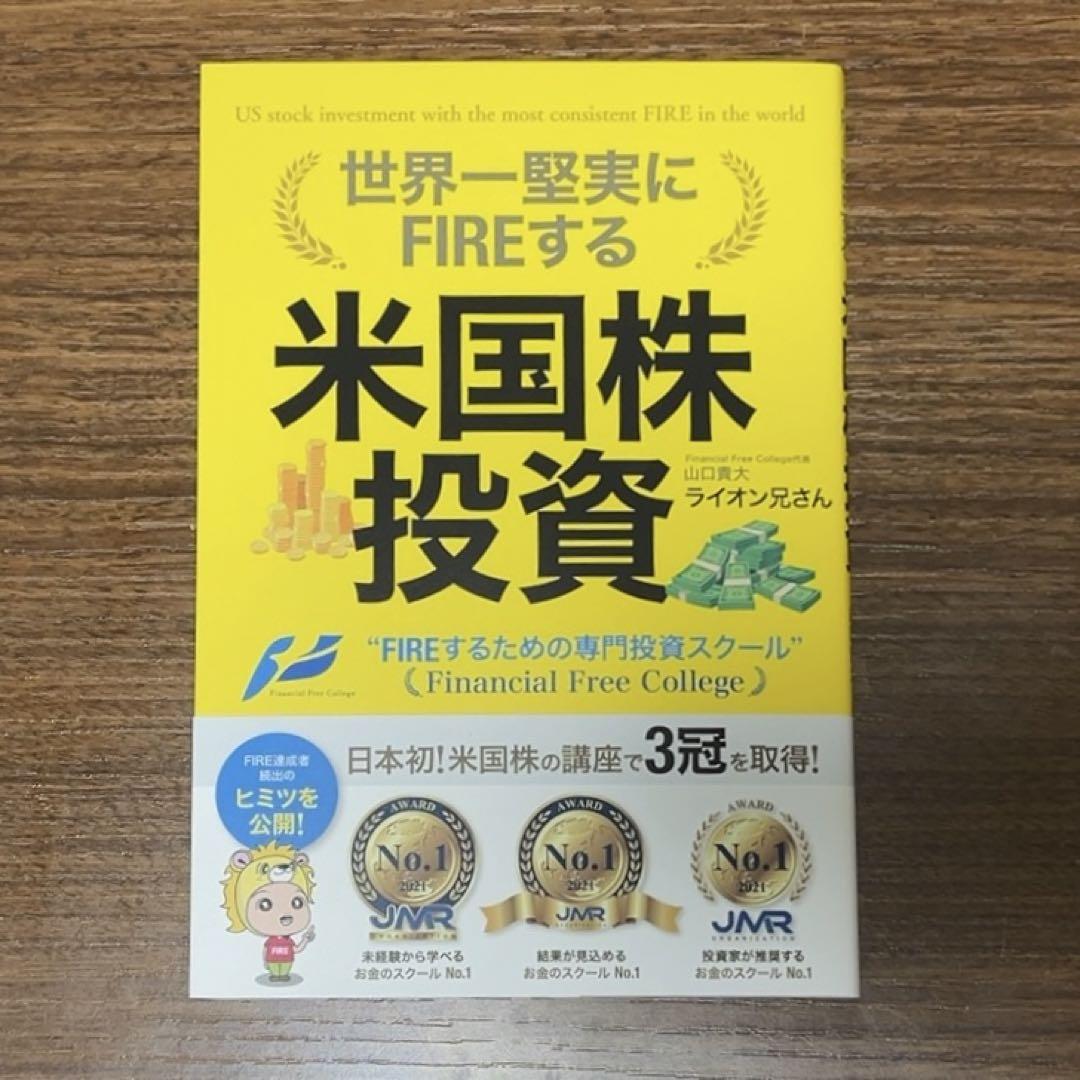 US stock investment with the most consistent FIRE in the world
世界一堅実に
FIREする
米国株
投資
Financial Free College代表
山口貴大
ライオン兄さん
Financial Free College
“FIREするための専門投資スクール”
《Financial Free College》
日本初!米国株の講座で3冠を取得!
FIRE達成者
続出の
ヒミツを
公開!
FIRE
AWARD
No.1
2021
JMR
未経験から学べる
お金のスクール No.1
AWARD
No.1
2021
JMR
結果が見込める
お金のスクール No.1
AWARD
No.1
2021
JMR
ORGANIZATION
投資家が推奨する
お金のスクール No.1